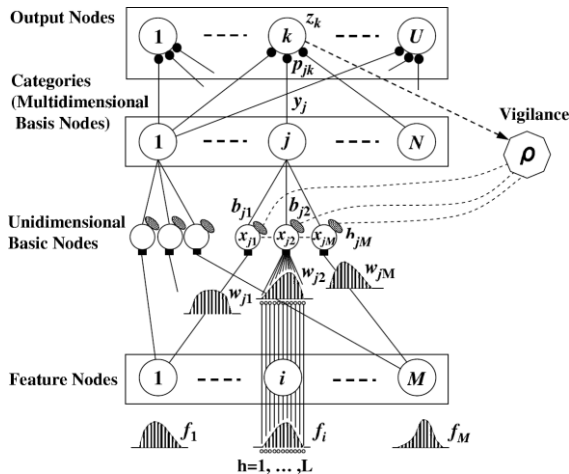 Output Nodes
1
k
U
z_k
p_jk
Categories
(Multidimensional
Basis Nodes)
y_j
1
j
N
Vigilance
ρ
b_j1
b_j2
Unidimensional
Basic Nodes
x_j1
x_j2
x_jM
h_jM
w_j1
w_j2
w_jM
Feature Nodes
1
i
M
f_1
f_i
f_M
h=1, ... ,L